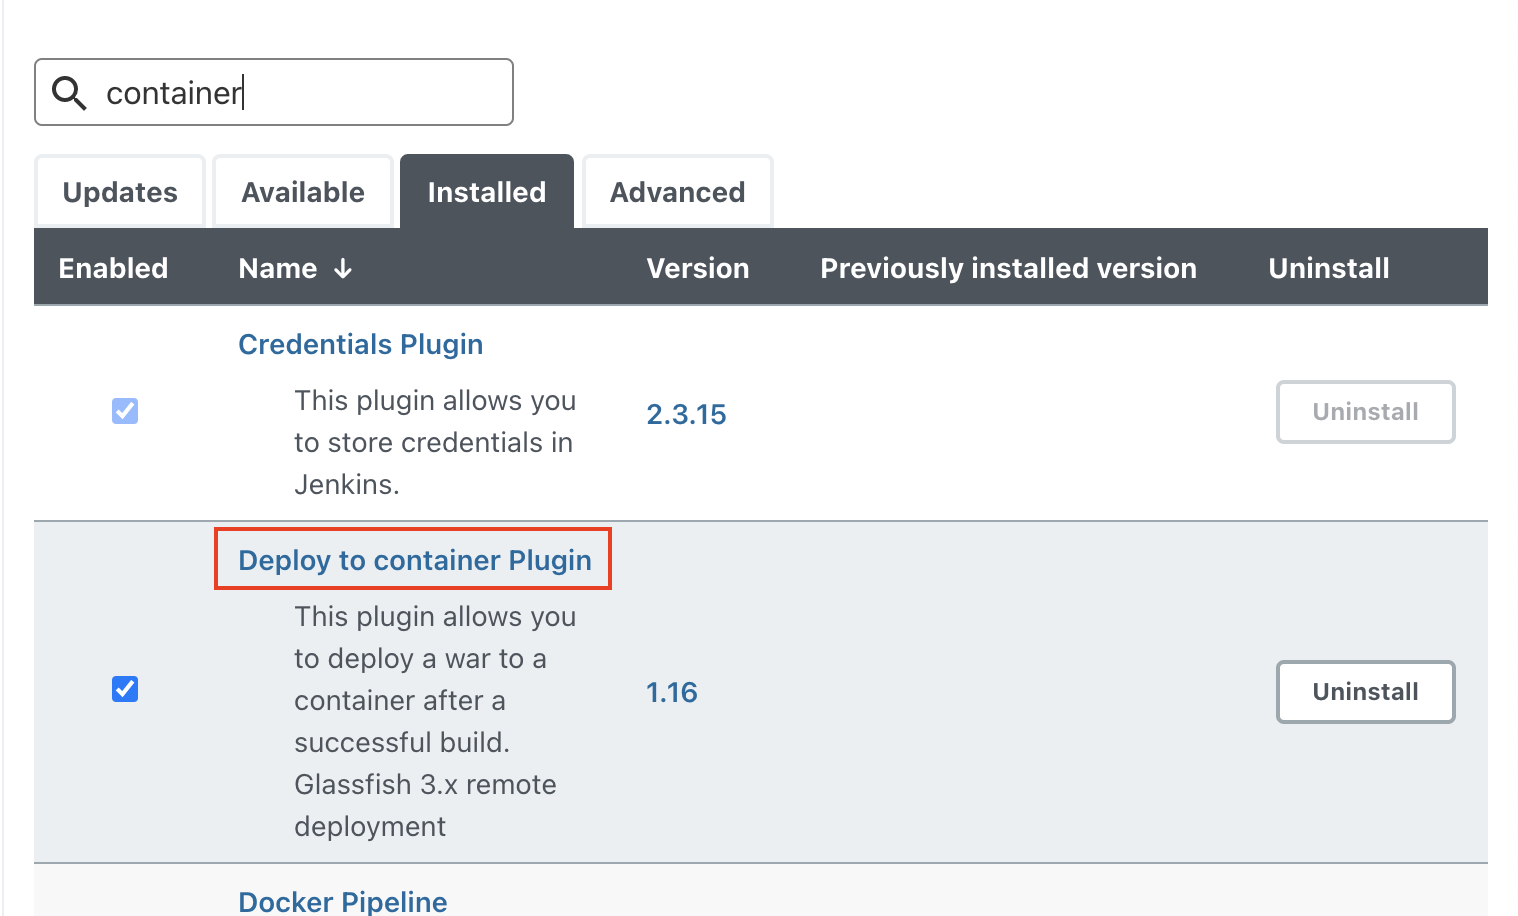 container
Updates Available Installed Advanced
Enabled Name ↓ Version Previously installed version Uninstall
Credentials Plugin
This plugin allows you
to store credentials in
Jenkins.
2.3.15
Uninstall
Deploy to container Plugin
This plugin allows you
to deploy a war to a
container after a
successful build.
Glassfish 3.x remote
deployment
1.16
Uninstall
Docker Pipeline